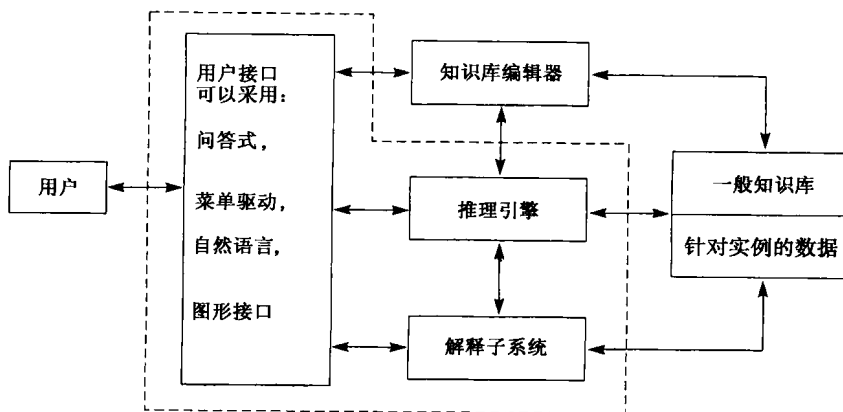 用户
用户接口
可以采用：
问答式，
菜单驱动，
自然语言，
图形接口
知识库编辑器
推理引擎
解释子系统
一般知识库
针对实例的数据